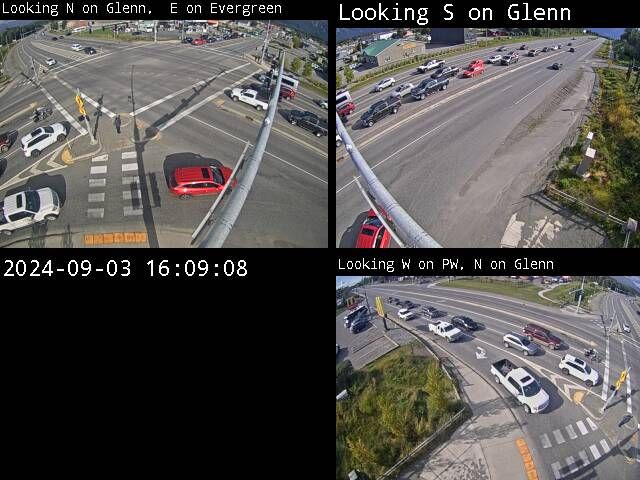 Looking N on Glenn, E on Evergreen
Looking S on Glenn
2024-09-03 16:09:08
Looking W on PW, N on Glenn